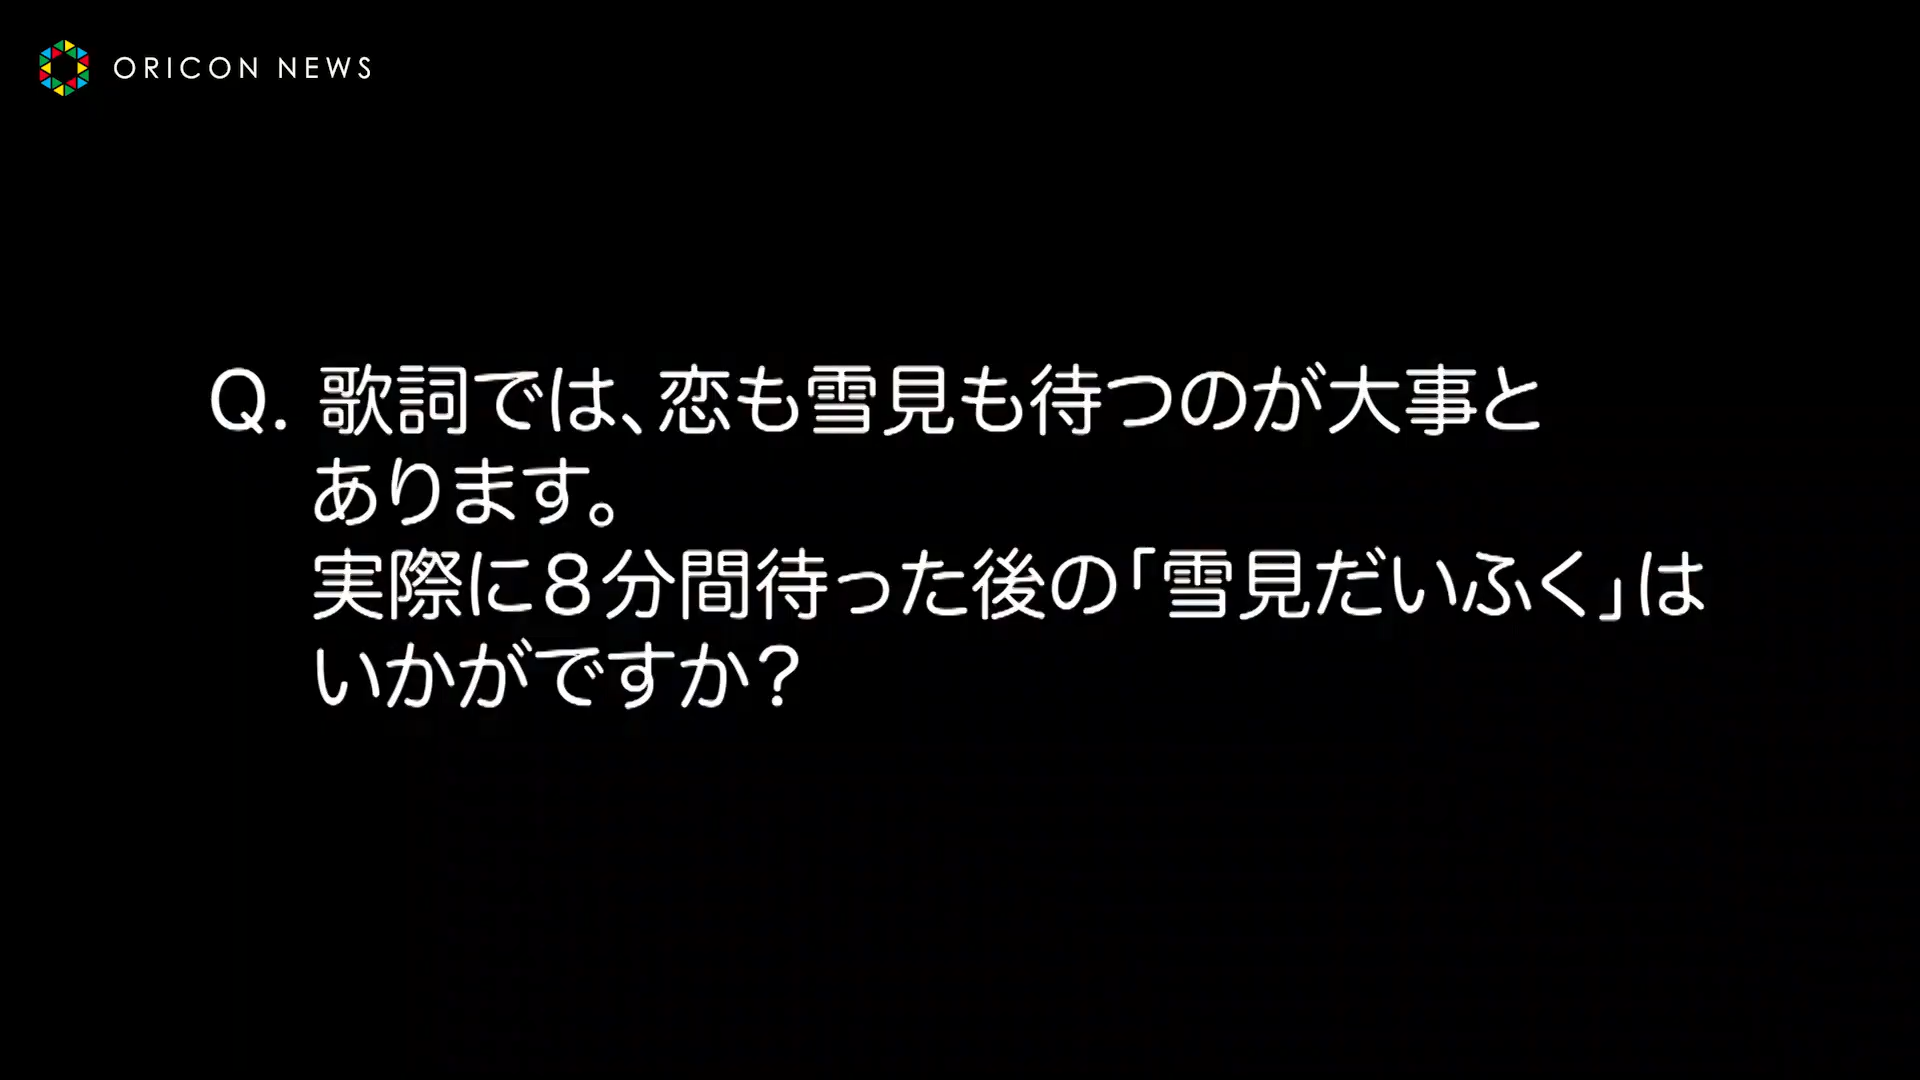 ORICON NEWS
Q. 歌詞では、恋も雪見も待つのが大事と
あります。
実際に8分間待った後の「雪見だいふく」は
いかがですか?